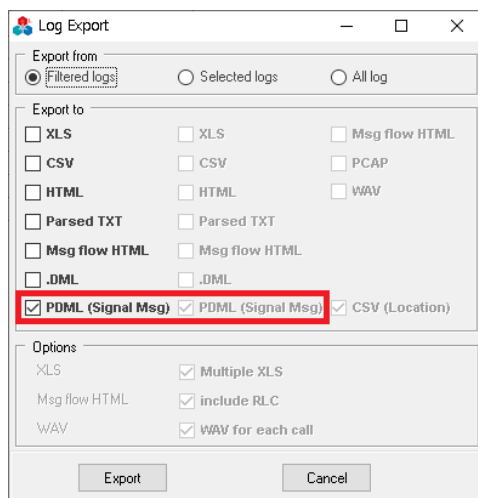 Log Export
Export from
Filtered logs Selected logs All log
Export to
XLS XLS Msg flow HTML
CSV CSV PCAP
HTML HTML WAV
Parsed TXT Parsed TXT
Msg flow HTML Msg flow HTML
.DML .DML
PDML (Signal Msg) PDML (Signal Msg) CSV (Location)
Options
XLS Multiple XLS
Msg flow HTML include RLC
WAV WAV for each call
Export Cancel